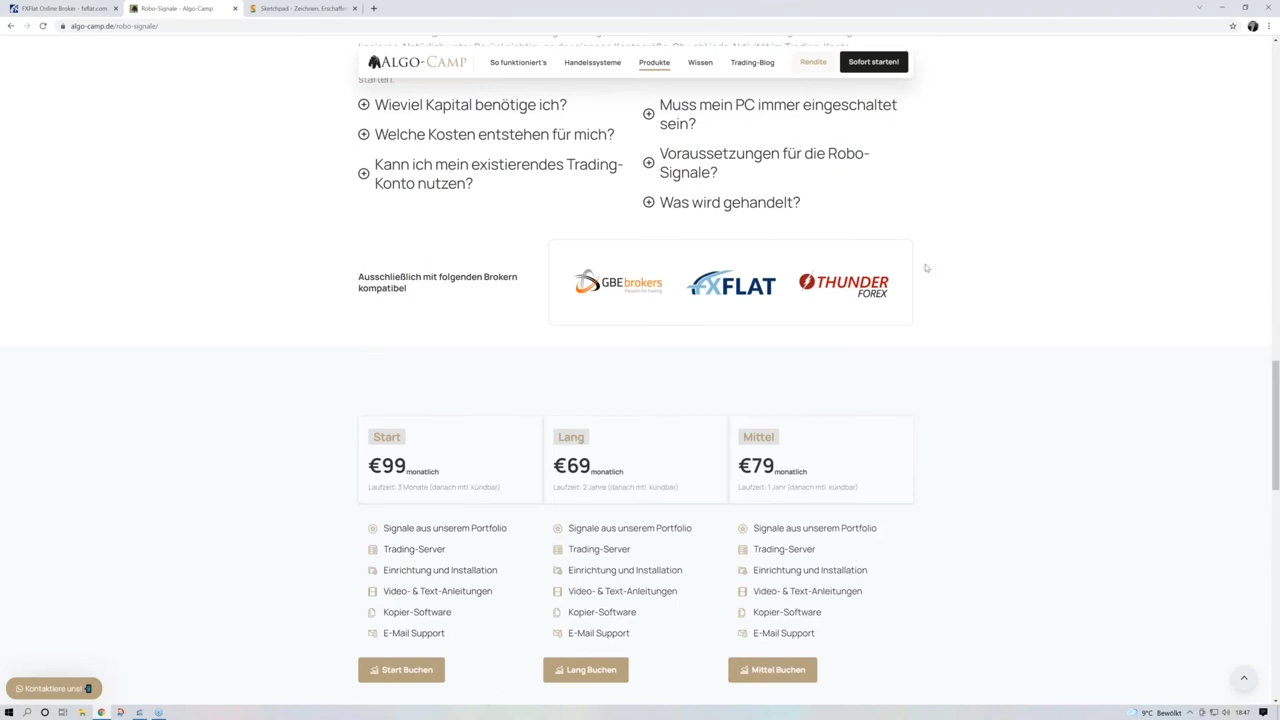 FXFlat Online Broker - fxflat.com
Robo-Signale - Algo-Camp
Sketchpad - Zeichnen, Erschaffen
algo-camp.de/robo-signale/
ALGO-CAMP
So funktioniert's
Handelssysteme
Produkte
Wissen
Trading-Blog
Rendite
Sofort starten!
starten.
Wieviel Kapital benötige ich?
Welche Kosten entstehen für mich?
Kann ich mein existierendes Trading-
Konto nutzen?
Muss mein PC immer eingeschaltet
sein?
Voraussetzungen für die Robo-
Signale?
Was wird gehandelt?
Ausschließlich mit folgenden Brokern
kompatibel
GBEbrokers
Passion for trading
FXFLAT
THUNDER
FOREX
Start
€99 monatlich
Laufzeit: 3 Monate (danach mtl. kündbar)
Signale aus unserem Portfolio
Trading-Server
Einrichtung und Installation
Video- & Text-Anleitungen
Kopier-Software
E-Mail Support
Start Buchen
Lang
€69 monatlich
Laufzeit: 2 Jahre (danach mtl. kündbar)
Signale aus unserem Portfolio
Trading-Server
Einrichtung und Installation
Video- & Text-Anleitungen
Kopier-Software
E-Mail Support
Lang Buchen
Mittel
€79 monatlich
Laufzeit: 1 Jahr (danach mtl. kündbar)
Signale aus unserem Portfolio
Trading-Server
Einrichtung und Installation
Video- & Text-Anleitungen
Kopier-Software
E-Mail Support
Mittel Buchen
Kontaktiere uns!
9°C Bewölkt
18:47